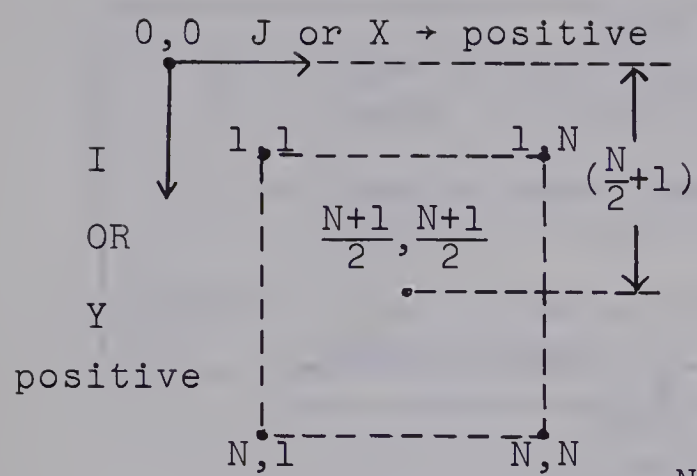 0,0 J or X → positive
1,1 1,N
I
(N/2+1)
OR
N+1/2, N+1/2
Y
positive
N,1 N,N
N